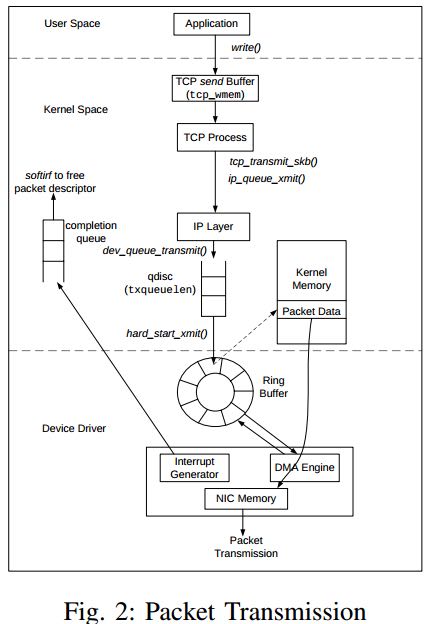 User Space
Application
write()
TCP send Buffer
(tcp_wmem)
Kernel Space
TCP Process
tcp_transmit_skb()
ip_queue_xmit()
softirf to free
packet descriptor
completion
queue
IP Layer
dev_queue_transmit()
qdisc
(txqueuelen)
Kernel
Memory
Packet Data
hard_start_xmit()
Ring
Buffer
Device Driver
Interrupt
Generator
DMA Engine
NIC Memory
Packet
Transmission
Fig. 2: Packet Transmission